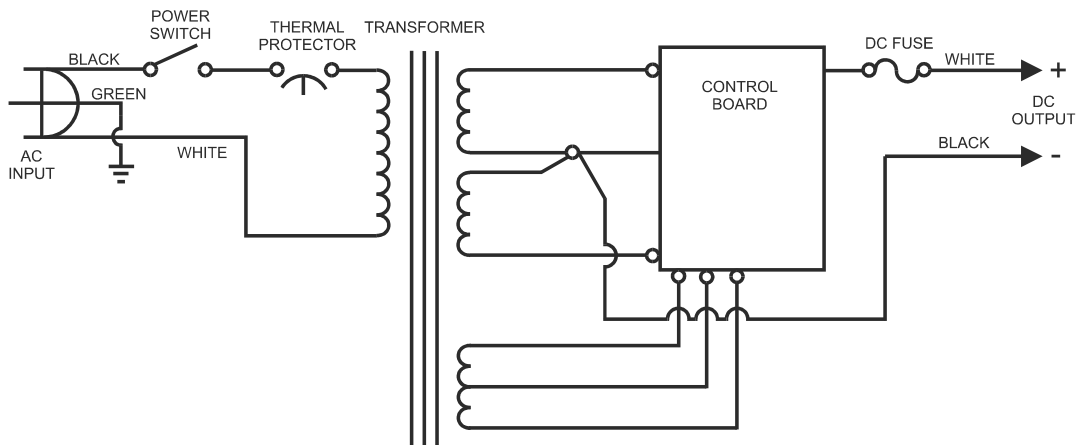 POWER
SWITCH
THERMAL
PROTECTOR
TRANSFORMER
BLACK
GREEN
WHITE
AC
INPUT
CONTROL
BOARD
DC FUSE
WHITE
+
DC
OUTPUT
BLACK
-